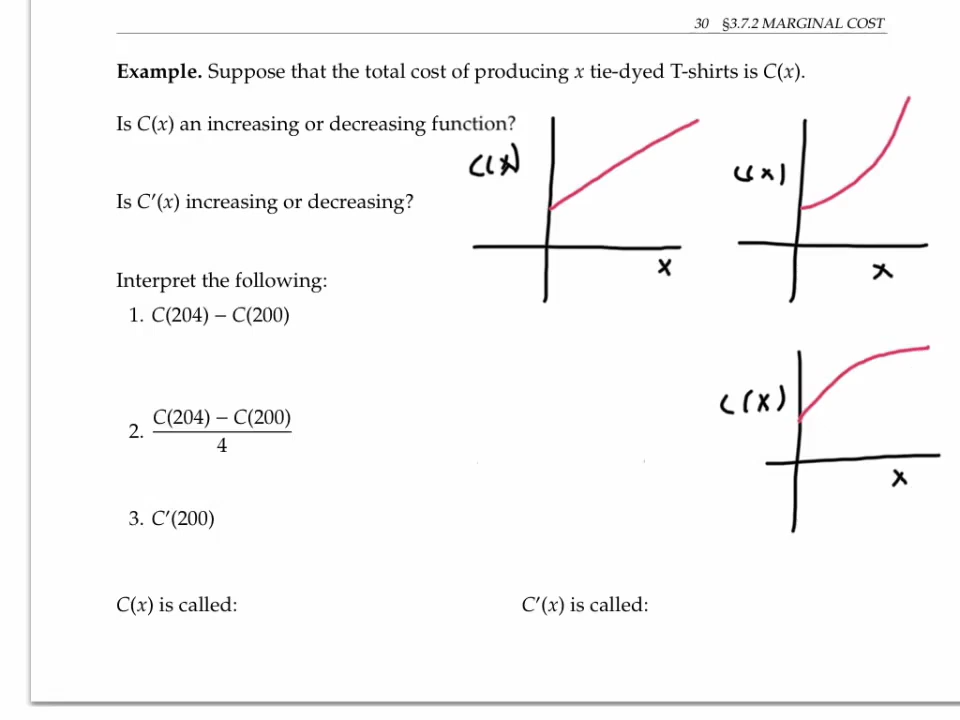 30 §3.7.2 MARGINAL COST
Example. Suppose that the total cost of producing x tie-dyed T-shirts is C(x).
Is C(x) an increasing or decreasing function?
C(x)
C(x)
Is C′(x) increasing or decreasing?
x
x
Interpret the following:
1. C(204) – C(200)
C(x)
2. C(204) – C(200)
4
x
3. C′(200)
C(x) is called:
C′(x) is called: